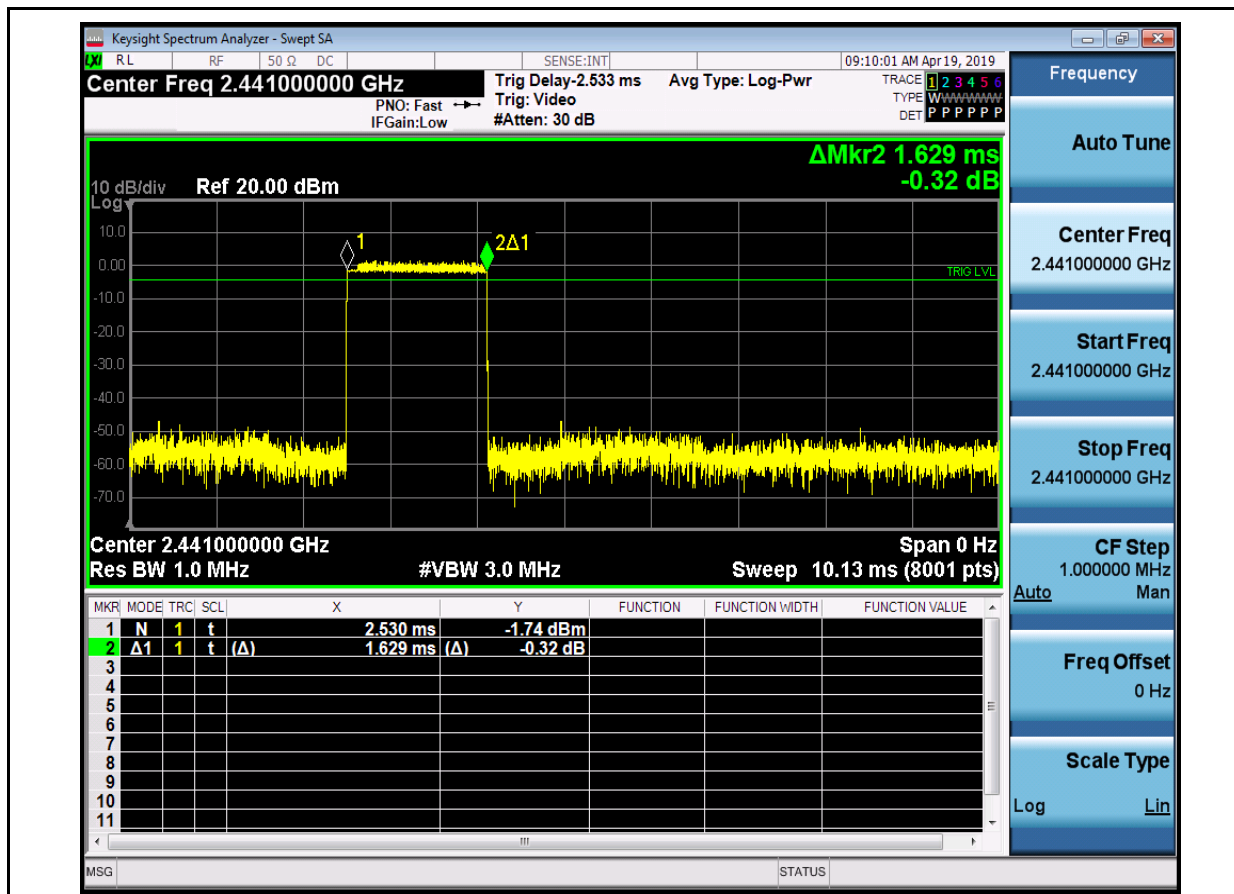 Keysight Spectrum Analyzer - Swept SA
LXI RL RF 50 Ω DC SENSE:INT 09:10:01 AM Apr 19, 2019
Center Freq 2.441000000 GHz
PNO: Fast
IFGain:Low
Trig Delay-2.533 ms
Trig: Video
#Atten: 30 dB
Avg Type: Log-Pwr
TRACE 1 2 3 4 5 6
TYPE WWWWWW
DET P P P P P P
ΔMkr2 1.629 ms
-0.32 dB
10 dB/div Ref 20.00 dBm
Log
10.0
0.00
-10.0
-20.0
-30.0
-40.0
-50.0
-60.0
-70.0
1
2Δ1
TRIG LVL
Center 2.441000000 GHz Span 0 Hz
Res BW 1.0 MHz #VBW 3.0 MHz Sweep 10.13 ms (8001 pts)
MKR MODE TRC SCL X Y FUNCTION FUNCTION WIDTH FUNCTION VALUE
1 N 1 t 2.530 ms -1.74 dBm
2 Δ1 1 t (Δ) 1.629 ms (Δ) -0.32 dB
3
4
5
6
7
8
9
10
11
MSG STATUS
Frequency
Auto Tune
Center Freq
2.441000000 GHz
Start Freq
2.441000000 GHz
Stop Freq
2.441000000 GHz
CF Step
1.000000 MHz
Auto Man
Freq Offset
0 Hz
Scale Type
Log Lin